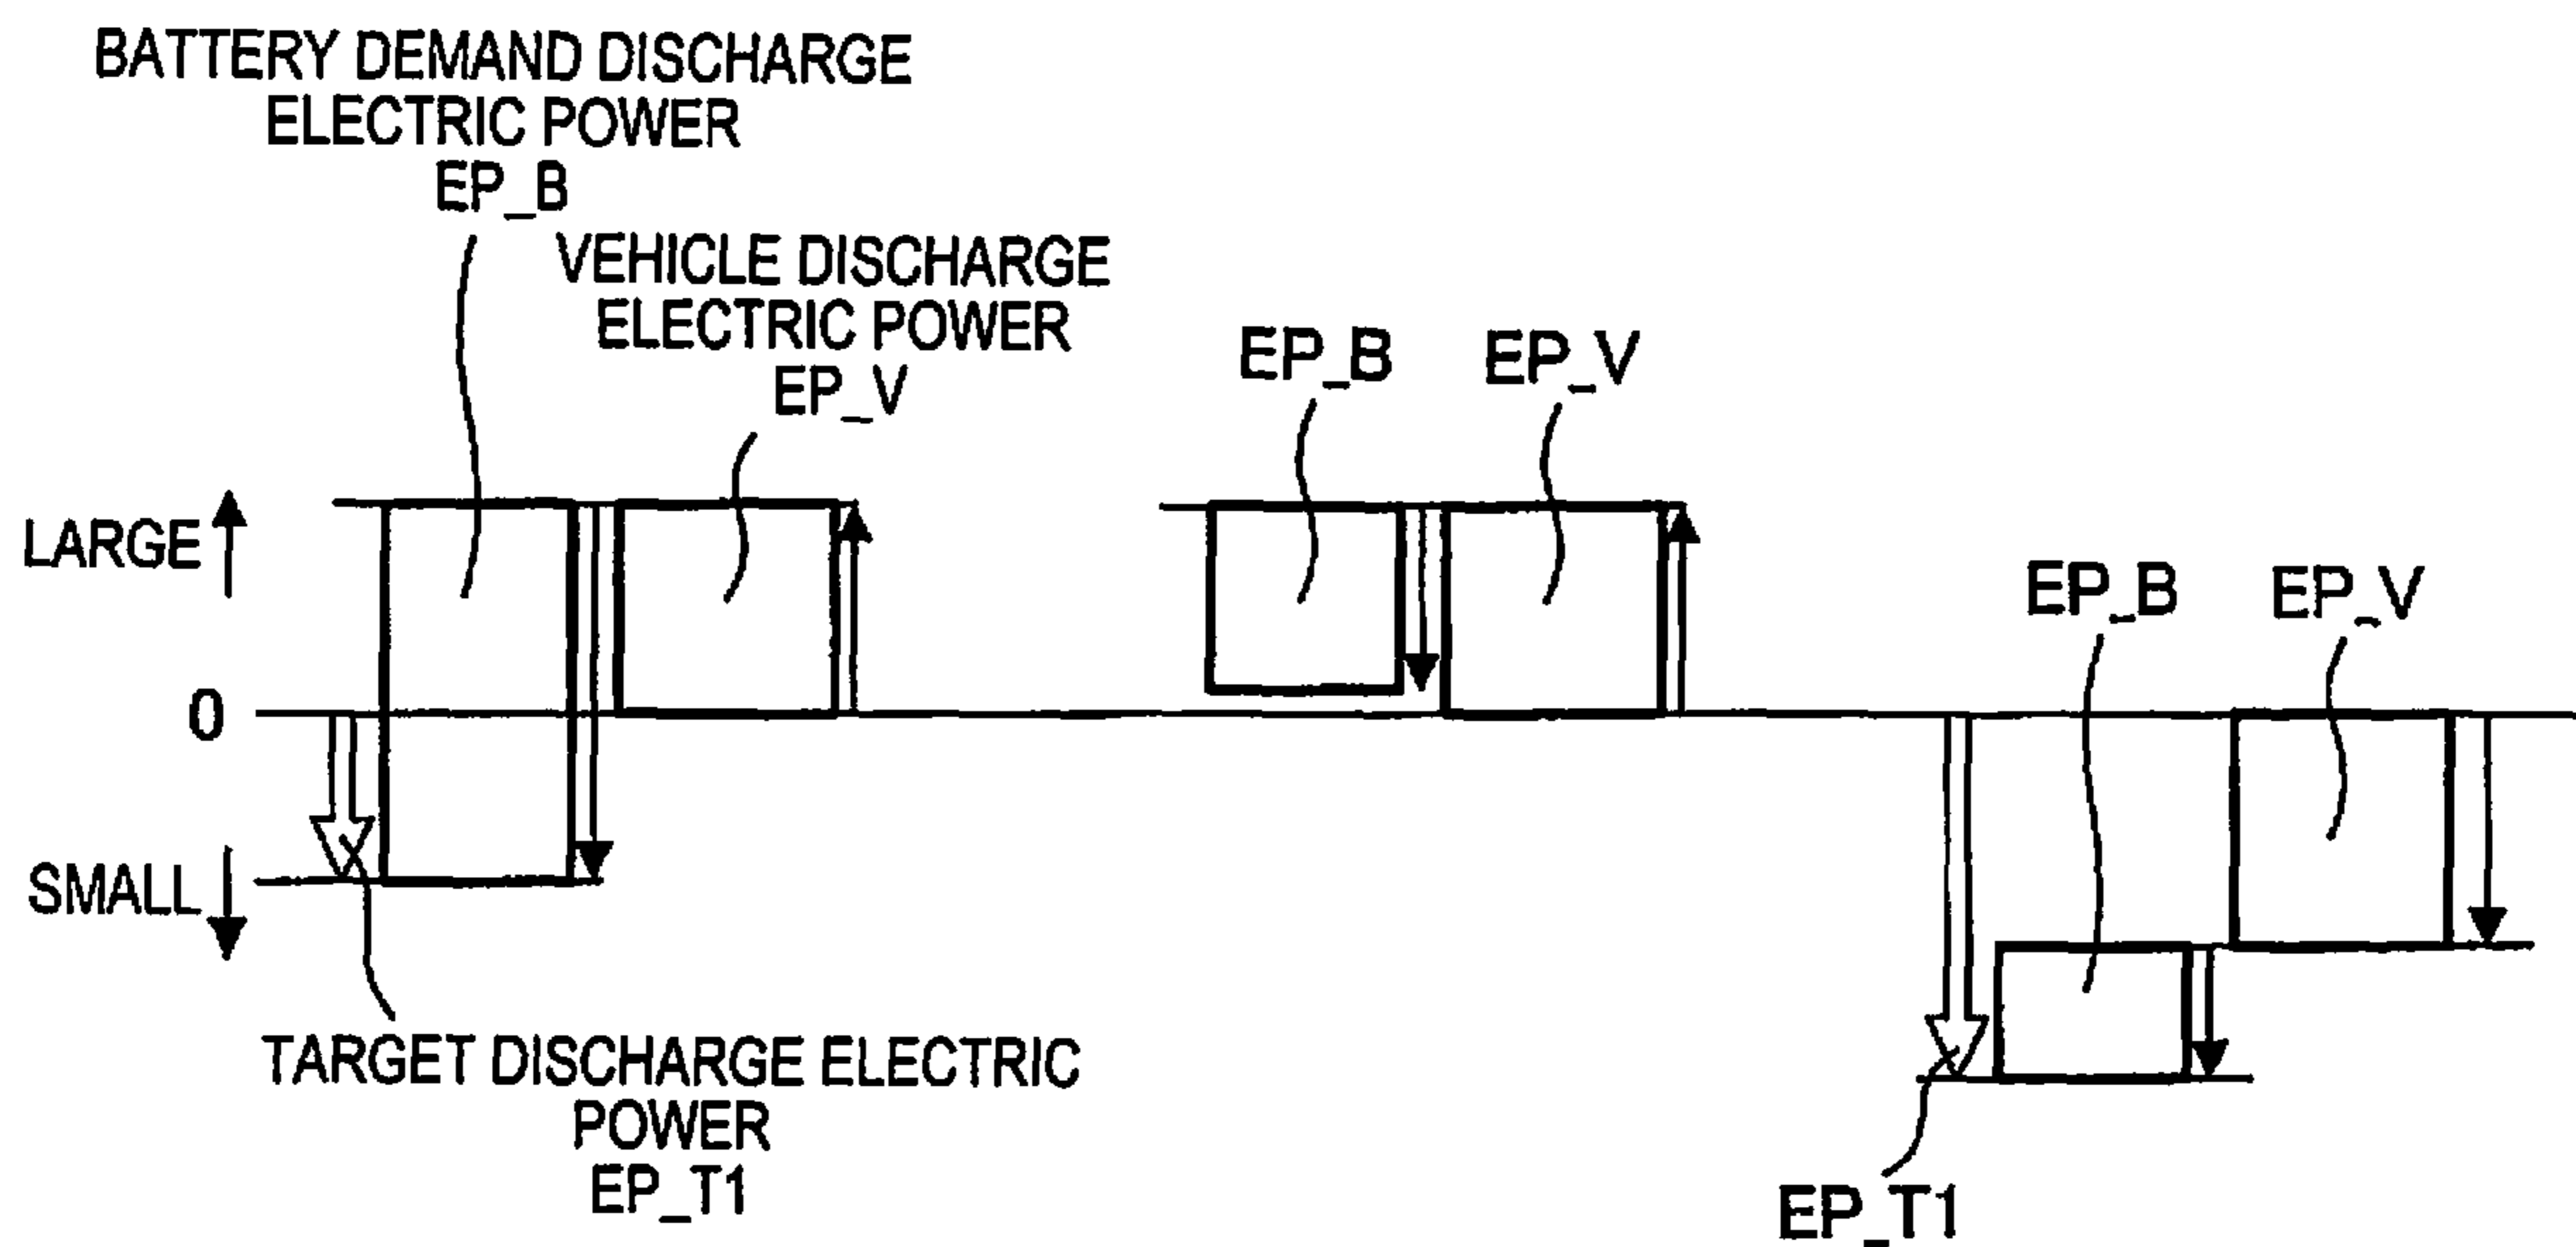 BATTERY DEMAND DISCHARGE
ELECTRIC POWER
EP_B
VEHICLE DISCHARGE
ELECTRIC POWER
EP_V
EP_B
EP_V
LARGE
EP_B
EP_V
0
SMALL
TARGET DISCHARGE ELECTRIC
POWER
EP_T1
EP_T1